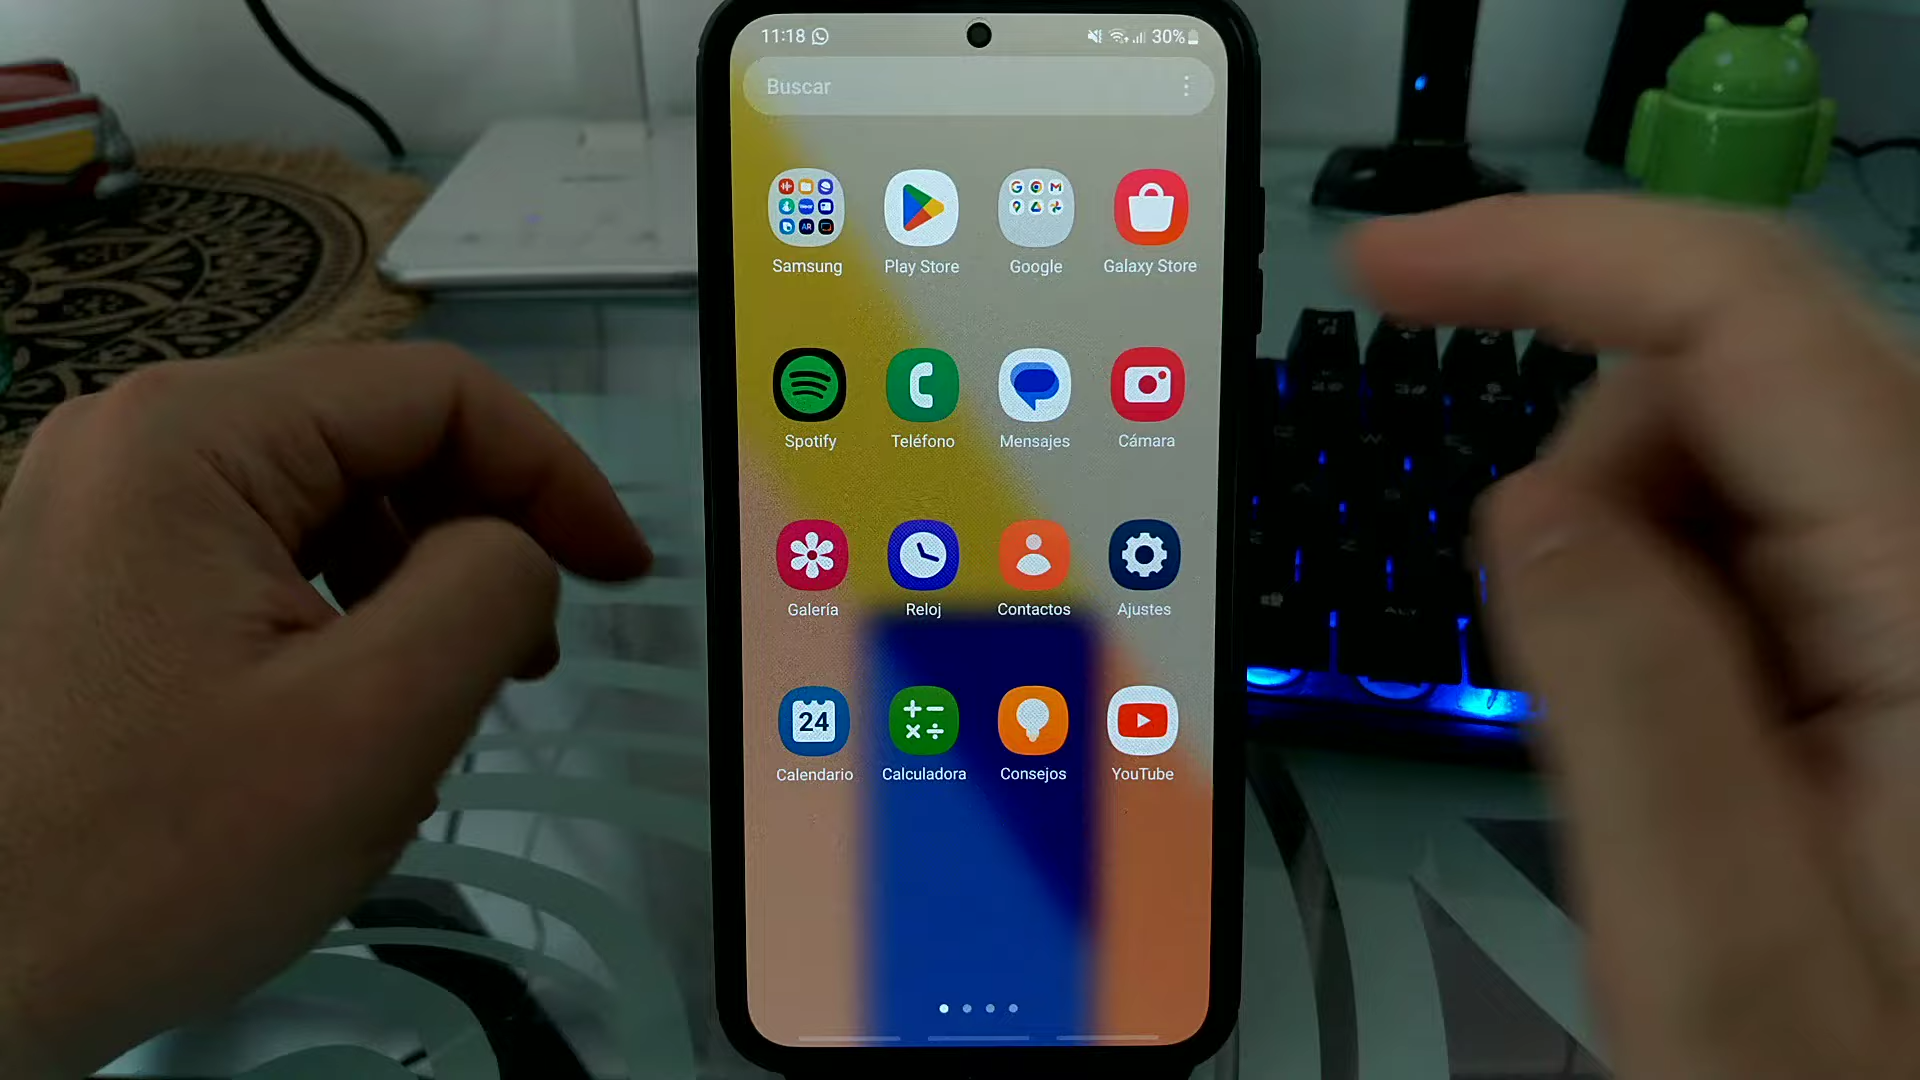 11:18
30%
Buscar
Samsung
Play Store
Google
Galaxy Store
Spotify
Teléfono
Mensajes
Cámara
Galería
Reloj
Contactos
Ajustes
24
Calendario
Calculadora
Consejos
YouTube
ALT